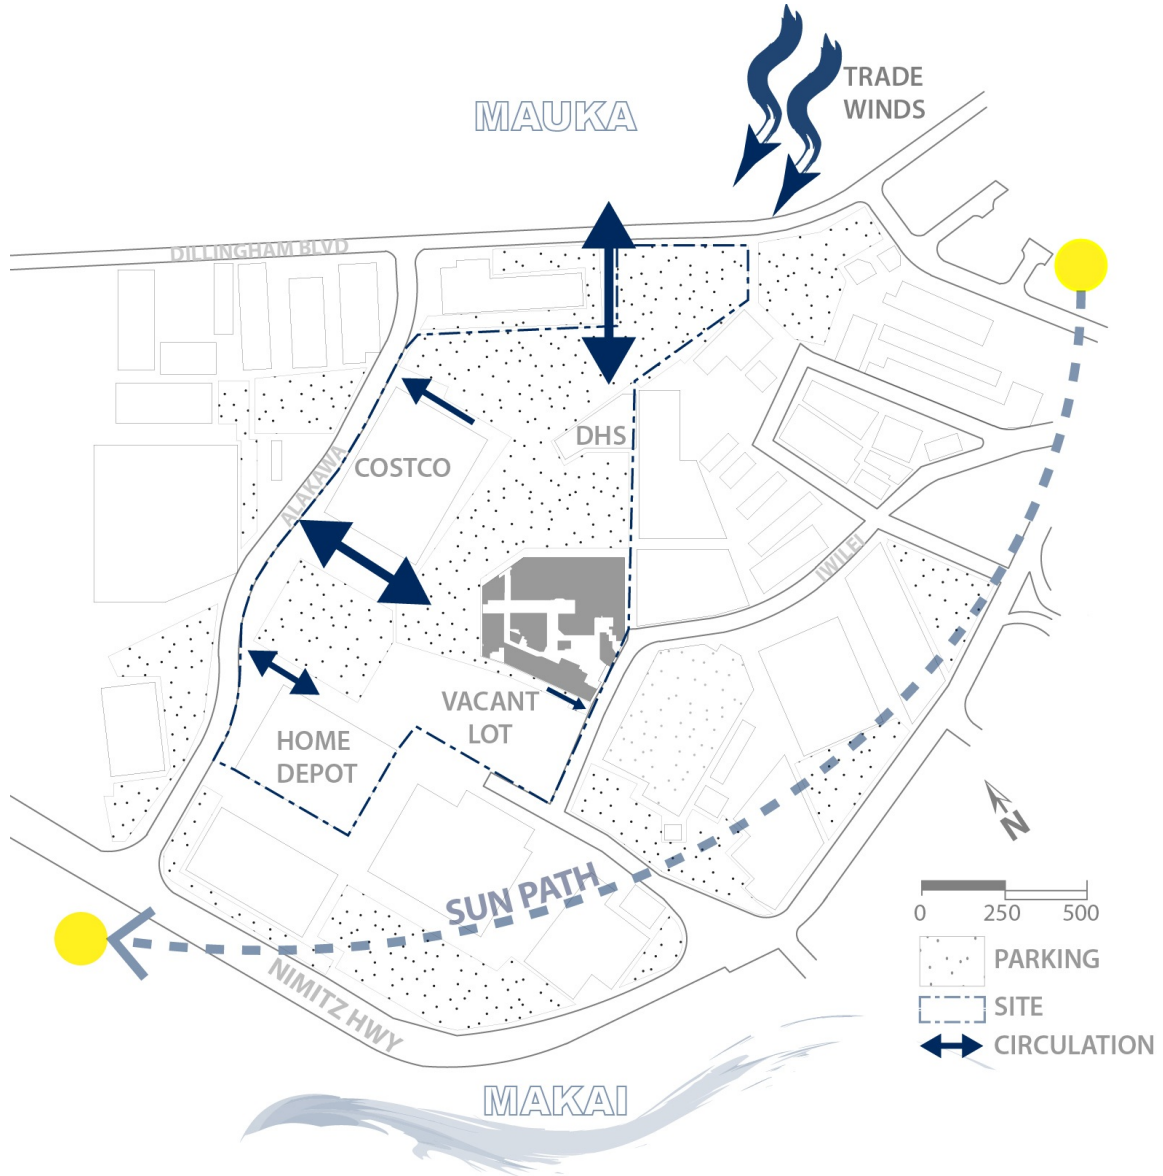 TRADE
WINDS
MAUKA
DILLINGHAM BLVD
DHS
COSTCO
ALAKAWA
IWILEI
VACANT
LOT
HOME
DEPOT
N
SUN PATH
0 250 500
PARKING
NIMITZ HWY
SITE
CIRCULATION
MAKAI